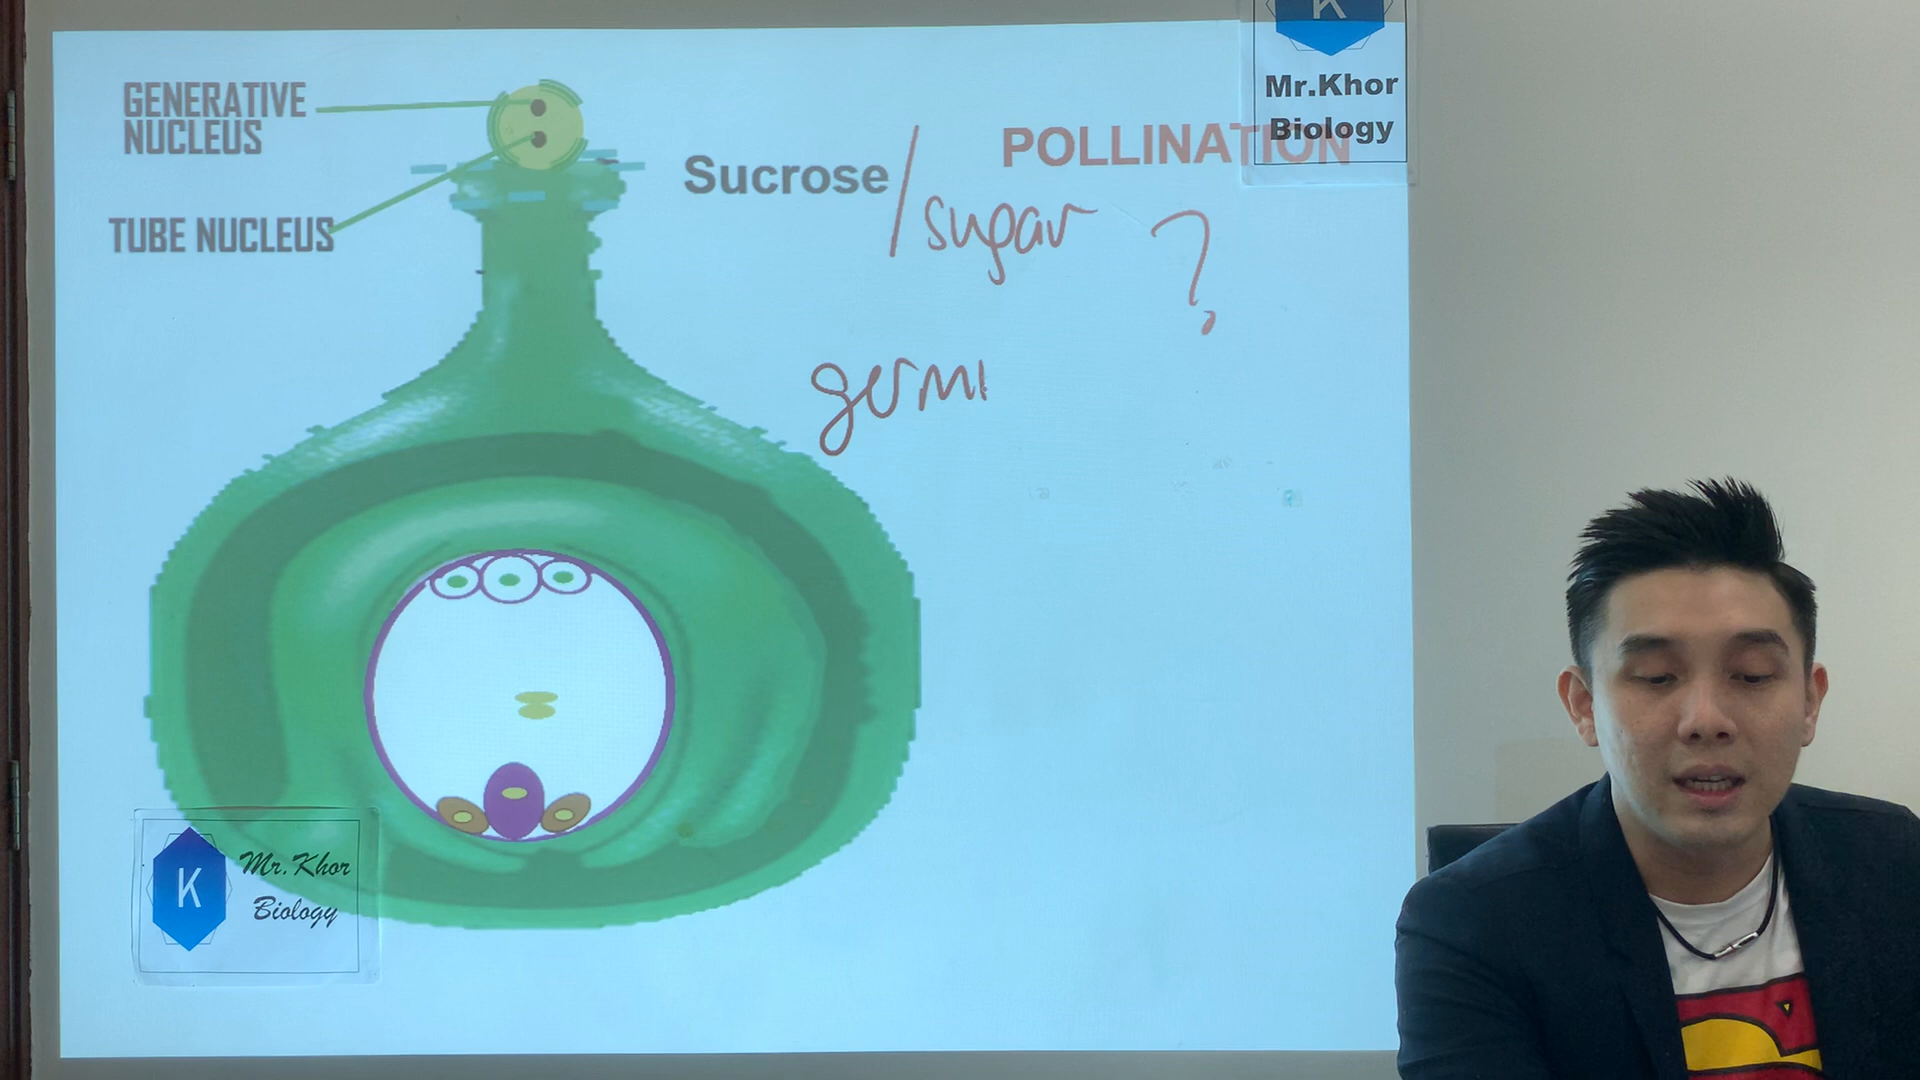 K
Mr.Khor
Biology
GENERATIVE
NUCLEUS
TUBE NUCLEUS
Sucrose
/sugar
POLLINATION
?
germi
K
Mr.Khor
Biology